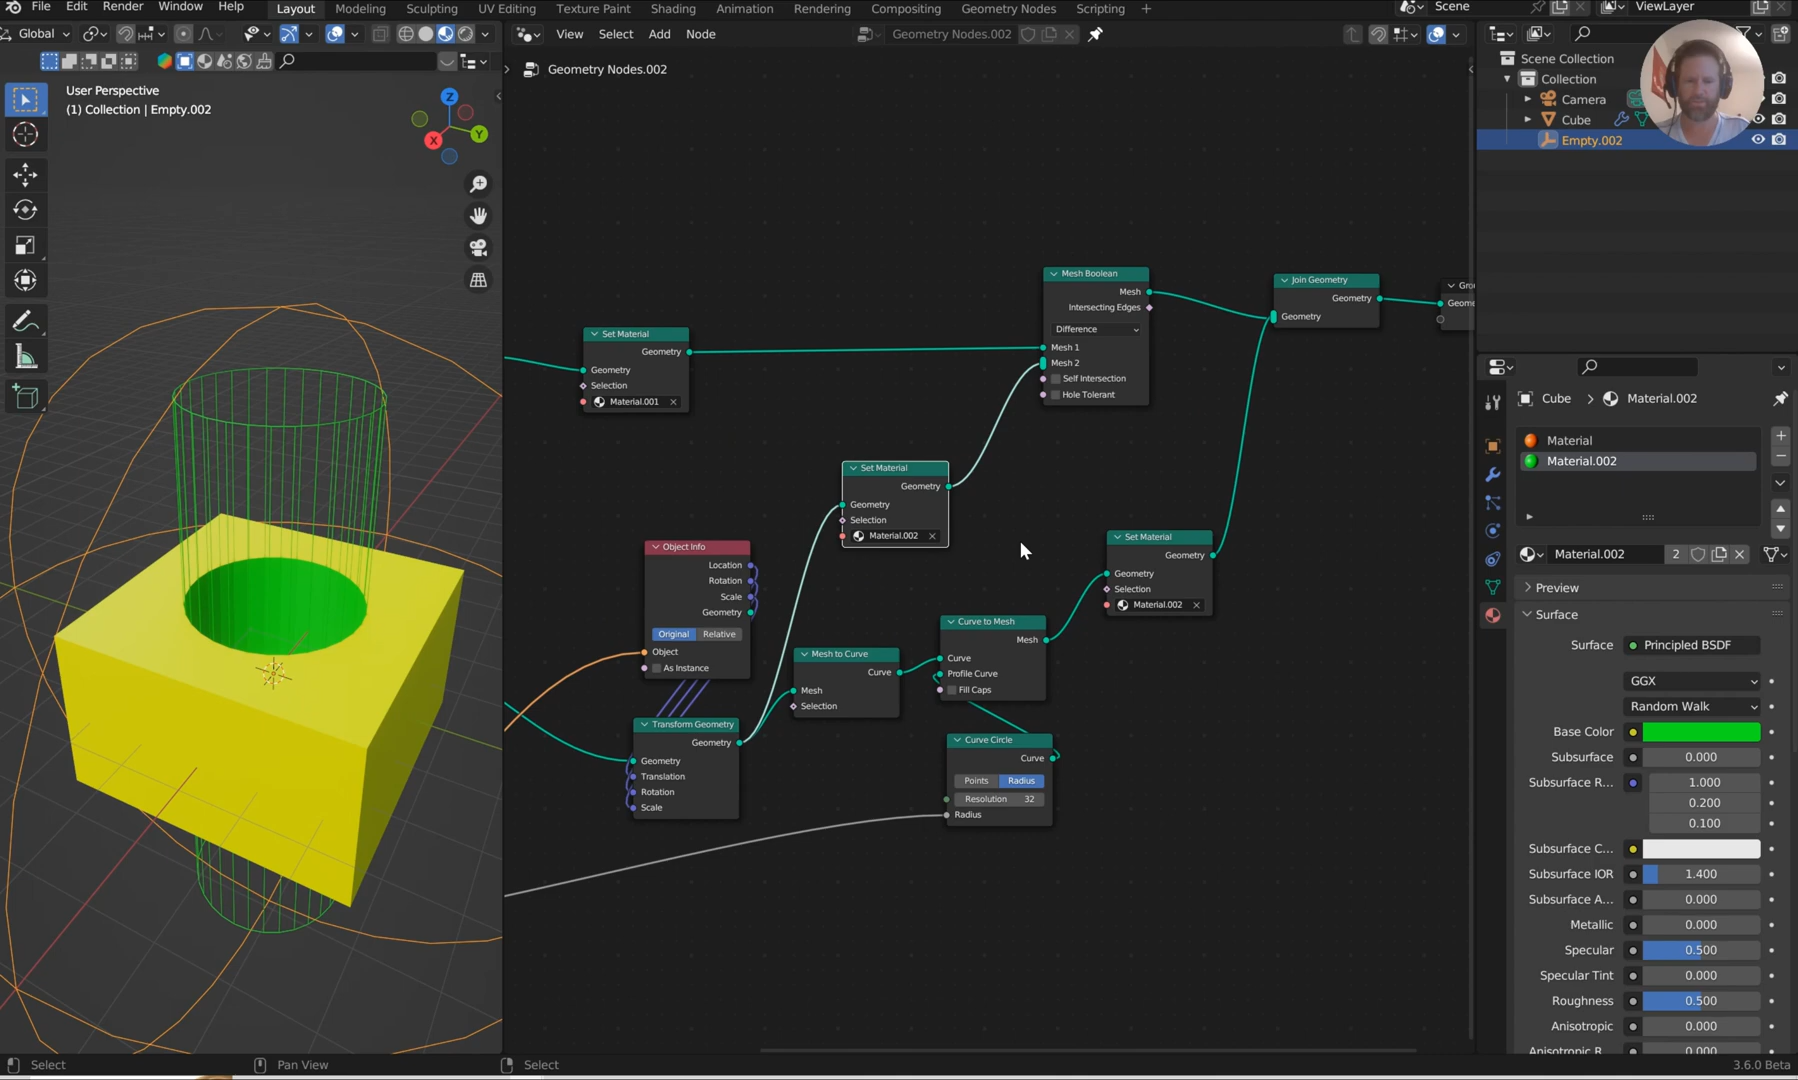 File Edit Render Window Help Layout Modeling Sculpting UV Editing Texture Paint Shading Animation Rendering Compositing Geometry Nodes Scripting + Scene ViewLayer
Global View Select Add Node Geometry Nodes.002
Geometry Nodes.002
User Perspective
(1) Collection | Empty.002
Z
Y
X
Scene Collection
Collection
Camera
Cube
Empty.002
Set Material
Geometry
Geometry
Selection
Material.001
Mesh Boolean
Mesh
Intersecting Edges
Difference
Mesh 1
Mesh 2
Self Intersection
Hole Tolerant
Join Geometry
Geometry
Geometry
Set Material
Geometry
Geometry
Selection
Material.002
Object Info
Location
Rotation
Scale
Geometry
Original Relative
Object
As Instance
Transform Geometry
Geometry
Geometry
Translation
Rotation
Scale
Mesh to Curve
Curve
Mesh
Selection
Curve to Mesh
Mesh
Curve
Profile Curve
Fill Caps
Curve Circle
Curve
Points Radius
Resolution 32
Radius
Set Material
Geometry
Geometry
Selection
Material.002
Cube Material.002
Material
Material.002
Material.002 2
Preview
Surface
Surface Principled BSDF
GGX
Random Walk
Base Color
Subsurface 0.000
Subsurface R... 1.000
0.200
0.100
Subsurface C...
Subsurface IOR 1.400
Subsurface A... 0.000
Metallic 0.000
Specular 0.500
Specular Tint 0.000
Roughness 0.500
Anisotropic 0.000
Select Pan View Select 3.6.0 Beta